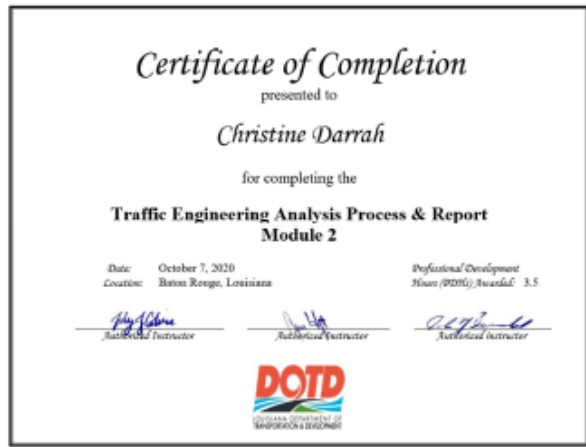 Certificate of Completion
presented to
Christine Darrah
for completing the
Traffic Engineering Analysis Process & Report
Module 2
Date: October 7, 2020
Location: Baton Rouge, Louisiana
Professional Development
Hours (PDHs) Awarded: 3.5
Authorized Instructor
Authorized Instructor
Authorized Instructor
DOTD
LOUISIANA DEPARTMENT OF
TRANSPORTATION & DEVELOPMENT